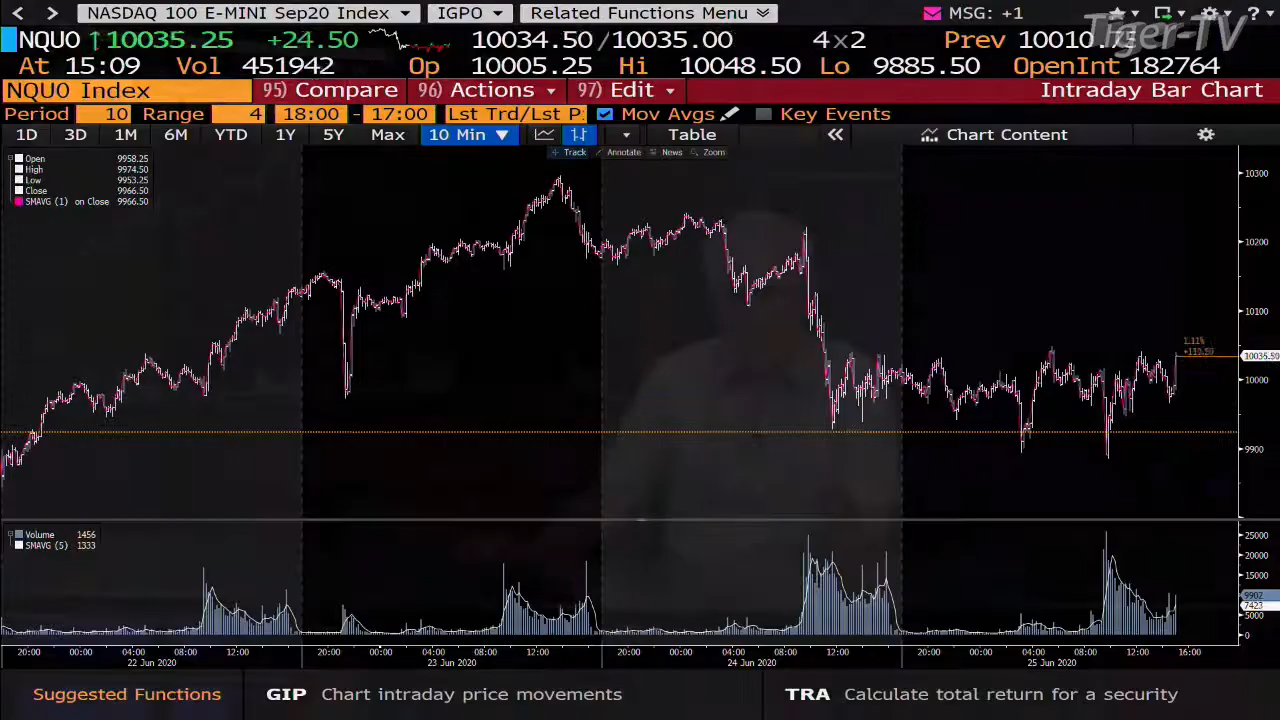 < > NASDAQ 100 E-MINI Sep20 Index IGPO Related Functions Menu MSG: +1 ?
Tiger-TV
NQU0 ↑10035.25 +24.50 10034.50/10035.00 4×2 Prev 10010.75
At 15:09 Vol 451942 Op 10005.25 Hi 10048.50 Lo 9885.50 OpenInt 182764
NQU0 Index 95) Compare 96) Actions 97) Edit Intraday Bar Chart
Period 10 Range 4 18:00 - 17:00 Lst Trd/Lst P Mov Avgs Key Events
1D 3D 1M 6M YTD 1Y 5Y Max 10 Min ▼ Table « Chart Content
Track Annotate News Zoom
Open 9958.25
High 9974.50
Low 9953.25
Close 9966.50
SMAVG (1) on Close 9966.50
10300
10200
10100
1.11%
+110.50
10035.50
10000
9900
Volume 1456
SMAVG (5) 1333
25000
20000
15000
9902
7423
5000
0
20:00 00:00 04:00 08:00 12:00 20:00 00:00 04:00 08:00 12:00 20:00 00:00 04:00 08:00 12:00 20:00 00:00 04:00 08:00 12:00 16:00
22 Jun 2020 23 Jun 2020 24 Jun 2020 25 Jun 2020
Suggested Functions GIP Chart intraday price movements TRA Calculate total return for a security